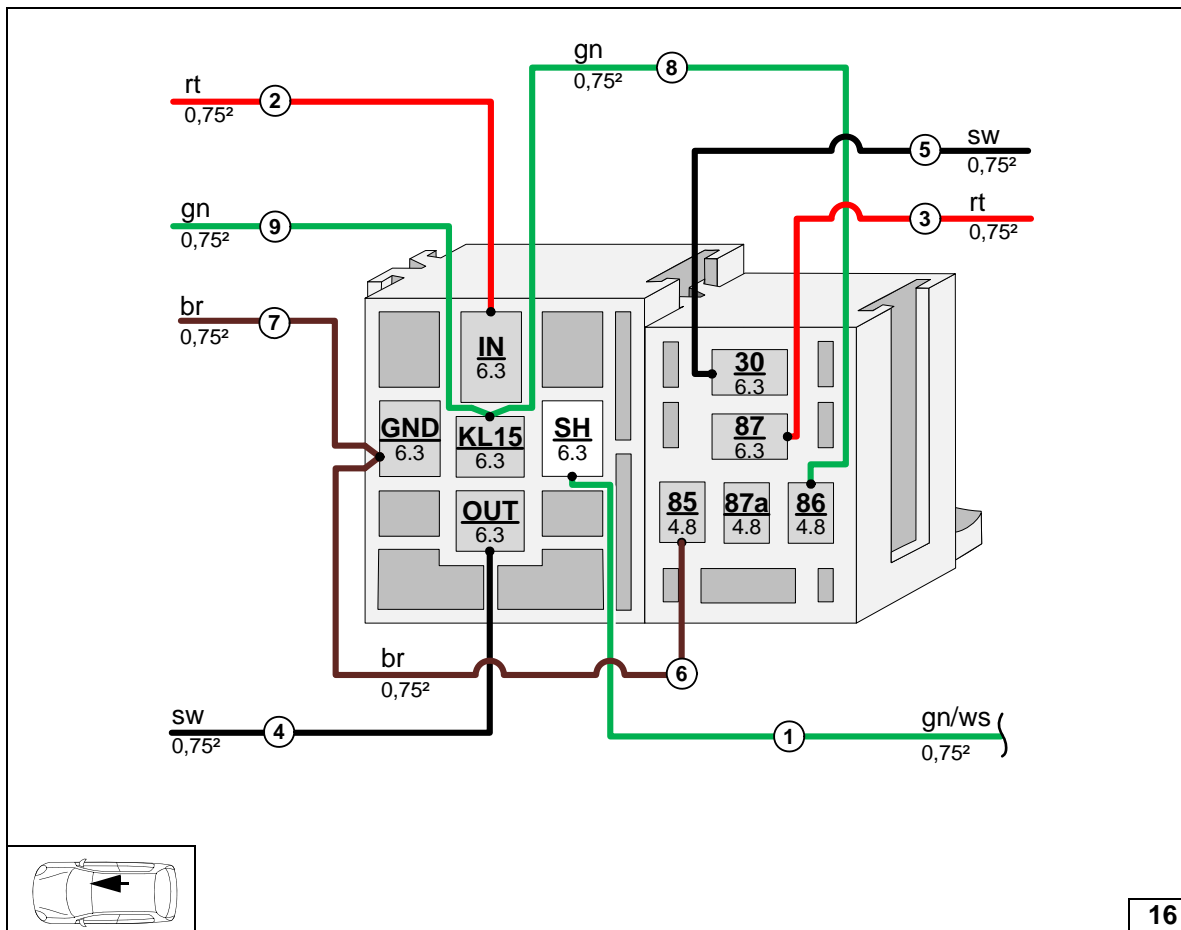 gn
8
0,75²
rt
2
0,75²
5
sw
0,75²
gn
9
0,75²
3
rt
0,75²
br
7
0,75²
IN
6.3
30
6.3
GND
6.3
KL15
6.3
SH
6.3
87
6.3
OUT
6.3
85
4.8
87a
4.8
86
4.8
br
0,75²
6
sw
0,75²
4
1
gn/ws
0,75²
16